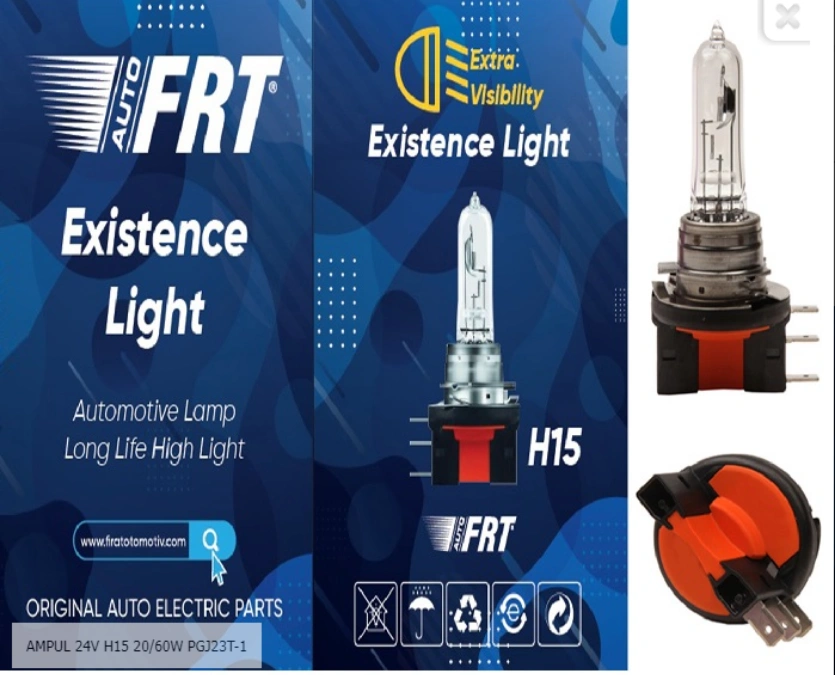 AUTO FRT®
Existence
Light
Automotive Lamp
Long Life High Light
www.firatotomotiv.com
ORIGINAL AUTO ELECTRIC PARTS
AMPUL 24V H15 20/60W PGJ23T-1
Extra
Visibility
Existence Light
H15
AUTO FRT